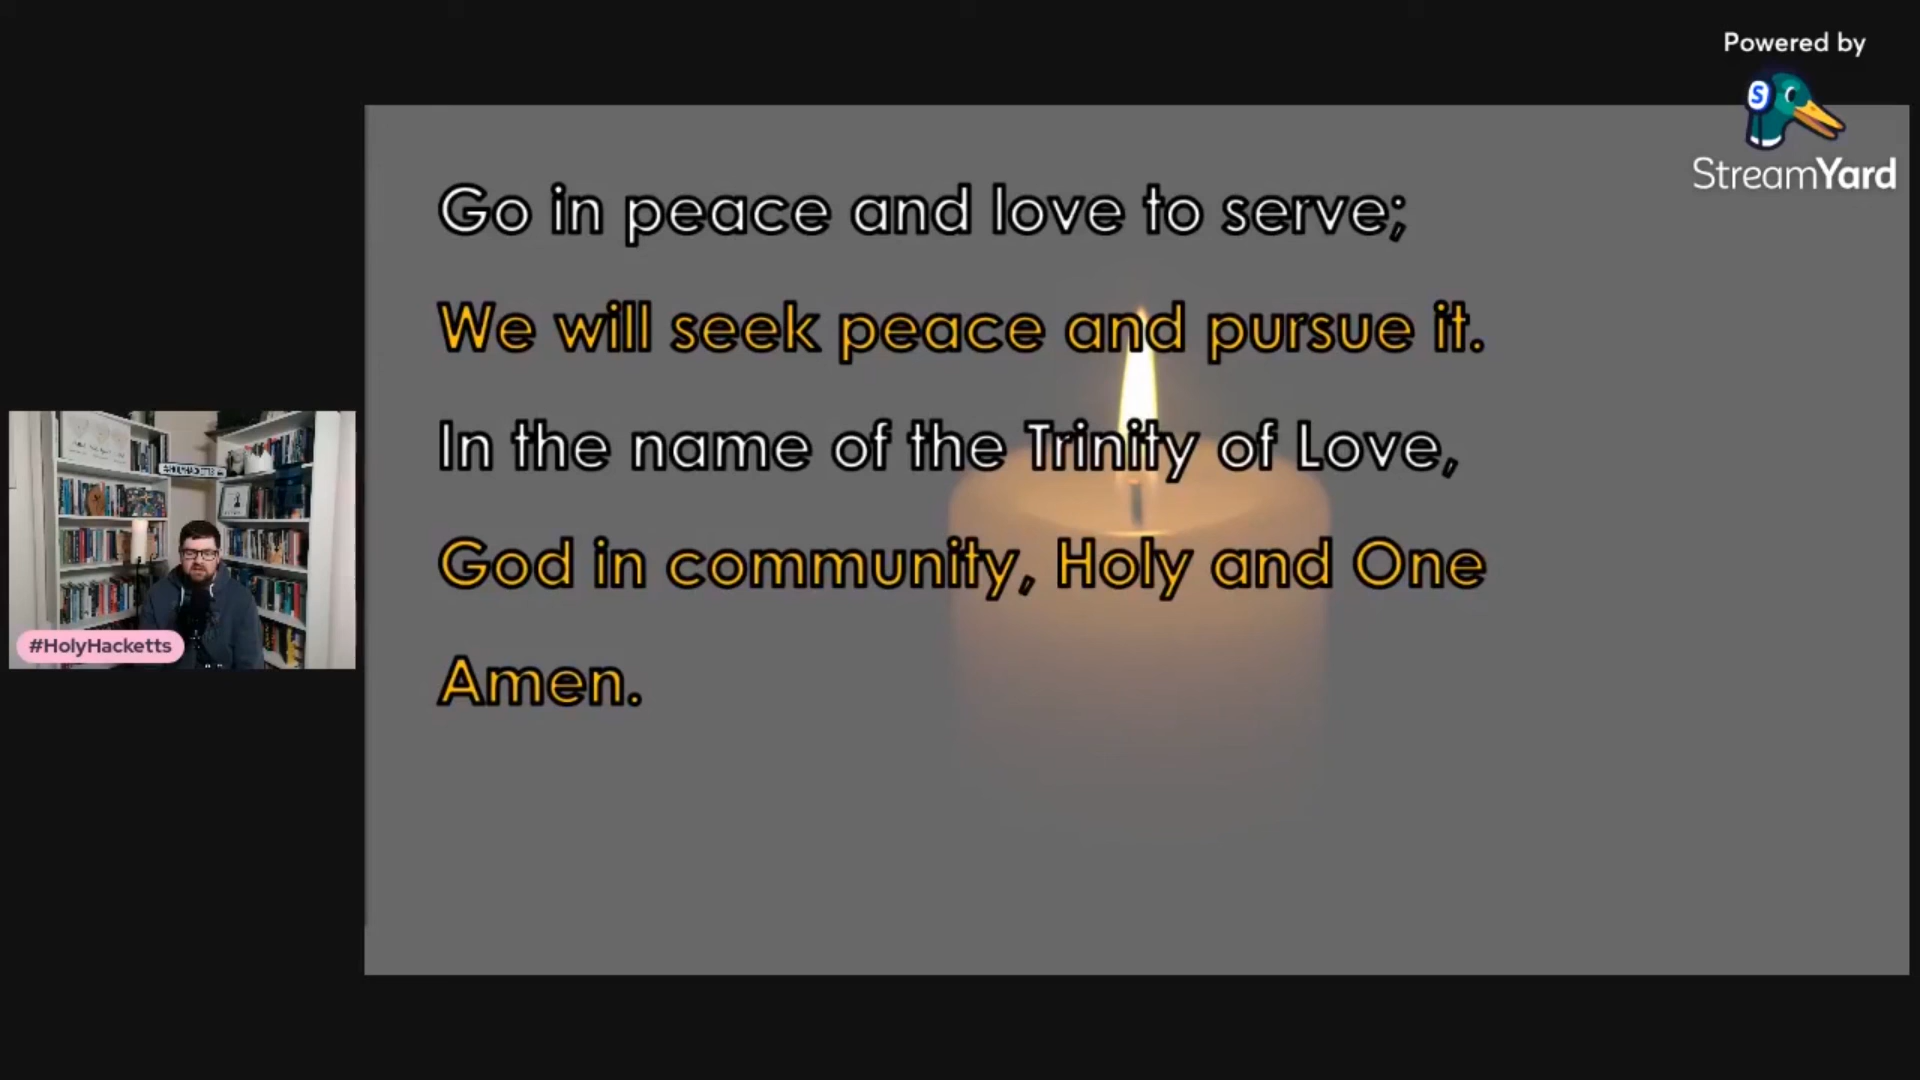 Powered by
S
StreamYard
Go in peace and love to serve;
We will seek peace and pursue it.
In the name of the Trinity of Love,
God in community, Holy and One
Amen.
#HOLYHACKETTS
#HolyHacketts